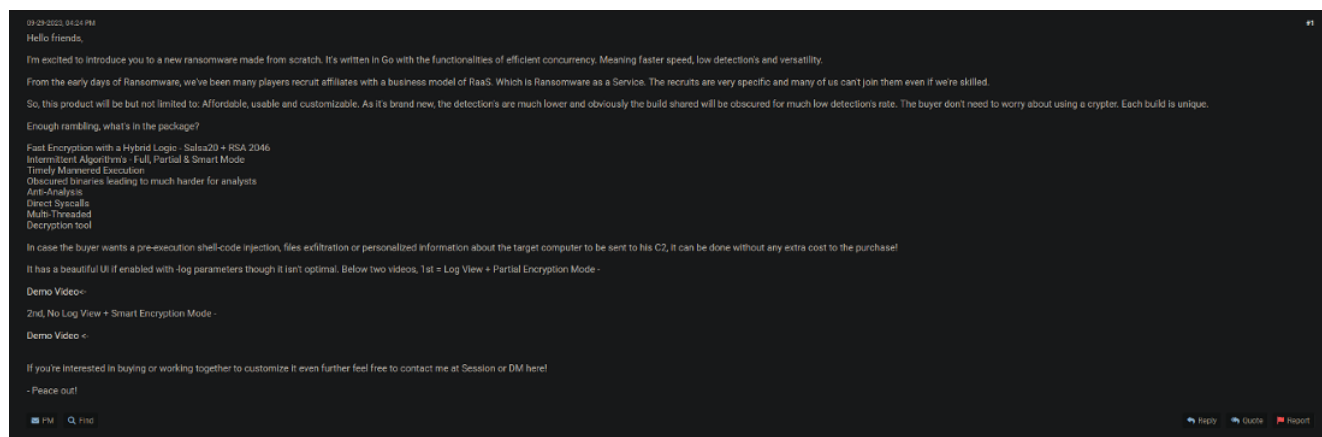 09-29-2023, 04:24 PM
#1
Hello friends,
I'm excited to introduce you to a new ransomware made from scratch. It's written in Go with the functionalities of efficient concurrency. Meaning faster speed, low detection's and versatility.
From the early days of Ransomware, we've been many players recruit affiliates with a business model of RaaS. Which is Ransomware as a Service. The recruits are very specific and many of us can't join them even if we're skilled.
So, this product will be but not limited to: Affordable, usable and customizable. As it's brand new, the detection's are much lower and obviously the build shared will be obscured for much low detection's rate. The buyer don't need to worry about using a crypter. Each build is unique.
Enough rambling, what's in the package?
Fast Encryption with a Hybrid Logic - Salsa20 + RSA 2046
Intermittent Algorithm's - Full, Partial & Smart Mode
Timely Mannered Execution
Obscured binaries leading to much harder for analysts
Anti-Analysis
Direct Syscalls
Multi-Threaded
Decryption tool
In case the buyer wants a pre-execution shell-code injection, files exfiltration or personalized information about the target computer to be sent to his C2, it can be done without any extra cost to the purchase!
It has a beautiful UI if enabled with -log parameters though it isn't optimal. Below two videos, 1st = Log View + Partial Encryption Mode -
Demo Video<-
2nd, No Log View + Smart Encryption Mode -
Demo Video <-
If you're interested in buying or working together to customize it even further feel free to contact me at Session or DM here!
- Peace out!
PM Find Reply Quote Report